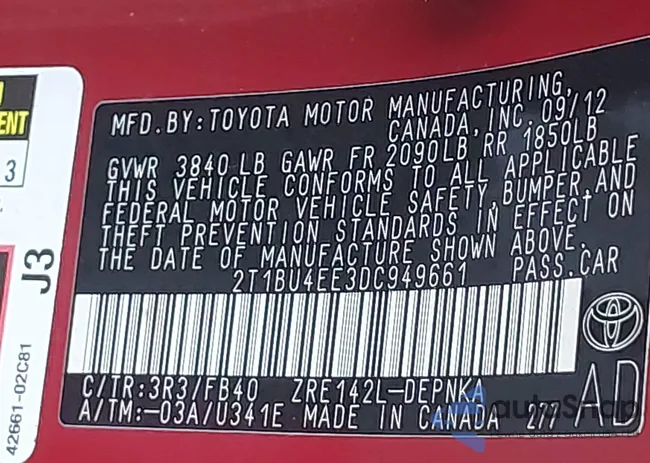 MFD.BY:TOYOTA MOTOR MANUFACTURING,
CANADA, INC. 09/12
GVWR 3840 LB GAWR FR 2090LB RR 1850LB
THIS VEHICLE CONFORMS TO ALL APPLICABLE
FEDERAL MOTOR VEHICLE SAFETY, BUMPER, AND
THEFT PREVENTION STANDARDS IN EFFECT ON
THE DATE OF MANUFACTURE SHOWN ABOVE.
2T1BU4EE3DC949661 PASS.CAR
C/TR:3R3/FB40 ZRE142L-DEPNKA
A/TM:-03A/U341E MADE IN CANADA 277
AD
J3
42661-02C81
3
autoSnap